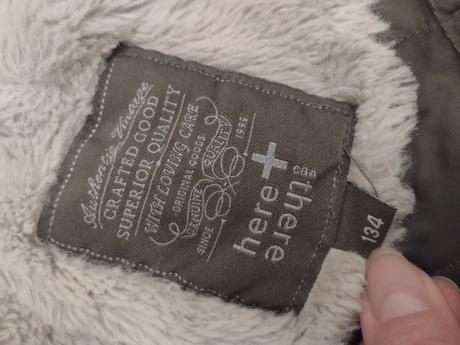 Authentic Vintage
CRAFTED GOOD
SUPERIOR QUALITY
WITH LOVING CARE
ORIGINAL GOODS
GENUINE QUALITY
SINCE 1995
here + there
C&A
134